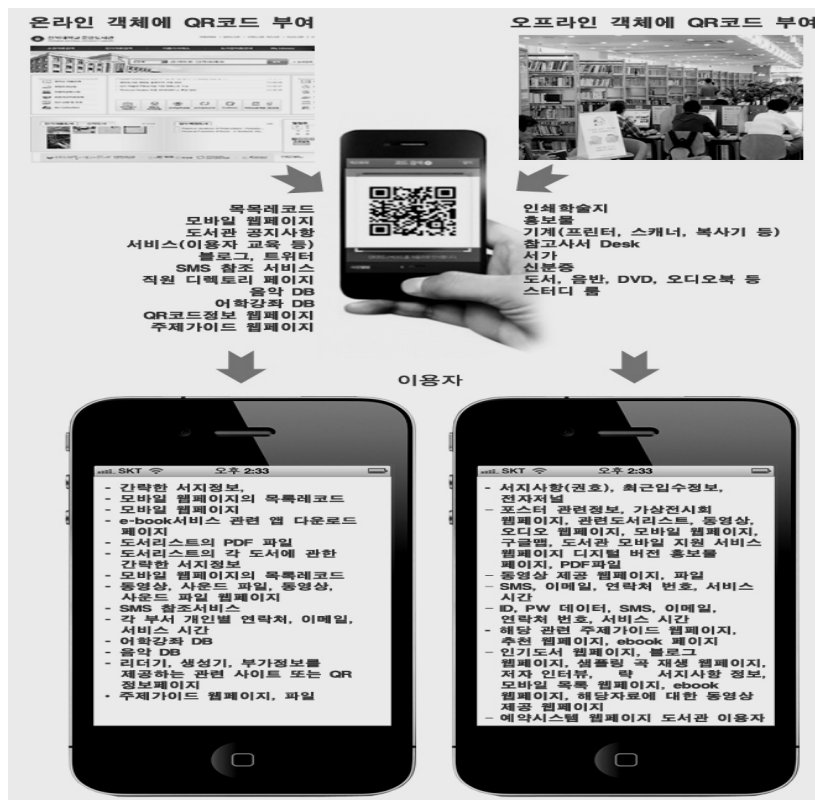 온라인 객체에 QR코드 부여
오프라인 객체에 QR코드 부여
목록레코드
모바일 웹페이지
도서관 공지사항
서비스(이용자 교육 등)
블로그, 트위터
SMS 참조 서비스
직원 디렉토리 페이지
음악 DB
어학강좌 DB
QR코드정보 웹페이지
주제가이드 웹페이지
인쇄학술지
홍보물
기계(프린터, 스캐너, 복사기 등)
참고사서 Desk
서가
신분증
도서, 음반, DVD, 오디오북 등
스터디 룸
이용자
SKT 오후 2:33
- 간략한 서지정보,
- 모바일 웹페이지의 목록레코드
- 모바일 웹페이지
- e-book서비스 관련 앱 다운로드
페이지
- 도서리스트의 PDF 파일
- 도서리스트의 각 도서에 관한
간략한 서지정보
- 모바일 웹페이지의 목록레코드
- 동영상, 사운드 파일, 동영상,
사운드 파일 웹페이지
- SMS 참조서비스
- 각 부서 개인별 연락처, 이메일,
서비스 시간
- 어학강좌 DB
- 음악 DB
- 리더기, 생성기, 부가정보를
제공하는 관련 사이트 또는 QR
정보페이지
• 주제가이드 웹페이지, 파일
SKT 오후 2:33
- 서지사항(권호), 최근입수정보,
전자저널
– 포스터 관련정보, 가상전시회
웹페이지, 관련도서리스트, 동영상,
오디오 웹페이지, 모바일 웹페이지,
구글맵, 도서관 모바일 지원 서비스
웹페이지 디지털 버전 홍보물
페이지, PDF파일
– 동영상 제공 웹페이지, 파일
– SMS, 이메일, 연락처 번호, 서비스
시간
– ID, PW 데이터, SMS, 이메일,
연락처 번호, 서비스 시간
- 해당 관련 주제가이드 웹페이지,
추천 웹페이지, ebook 페이지
– 인기도서 웹페이지, 블로그
웹페이지, 샘플링 곡 재생 웹페이지,
저자 인터뷰, 략 서지사항 정보,
모바일 목록 웹페이지, ebook
웹페이지, 해당자료에 대한 동영상
제공 웹페이지
– 예약시스템 웹페이지 도서관 이용자